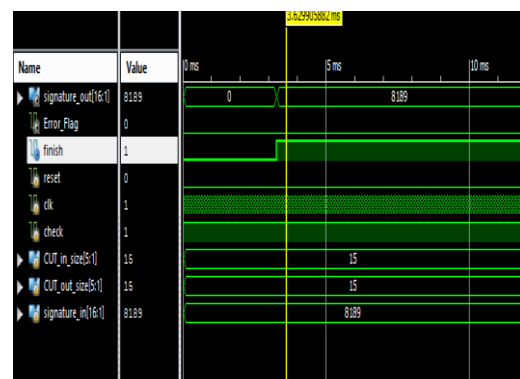 3.629905882 ms
Name Value 0 ms 5 ms 10 ms
signature_out[16:1] 8189 0 8189
Error_Flag 0
finish 1
reset 0
clk 1
check 1
CUT_in_size[5:1] 15 15
CUT_out_size[5:1] 15 15
signature_in[16:1] 8189 8189